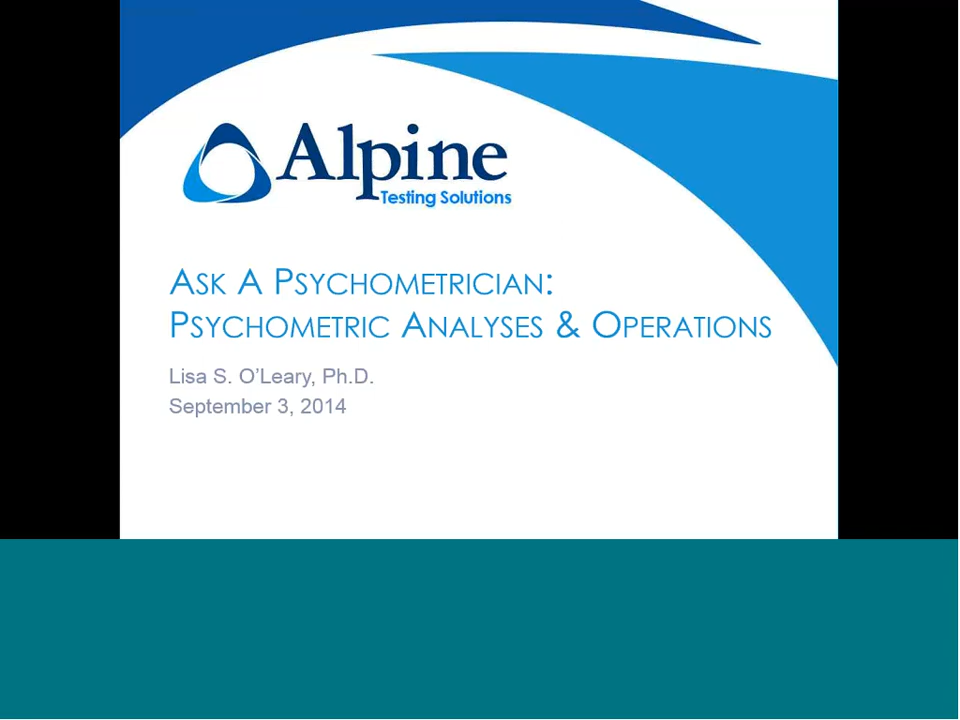 Alpine
Testing Solutions
ASK A PSYCHOMETRICIAN:
PSYCHOMETRIC ANALYSES & OPERATIONS
Lisa S. O'Leary, Ph.D.
September 3, 2014